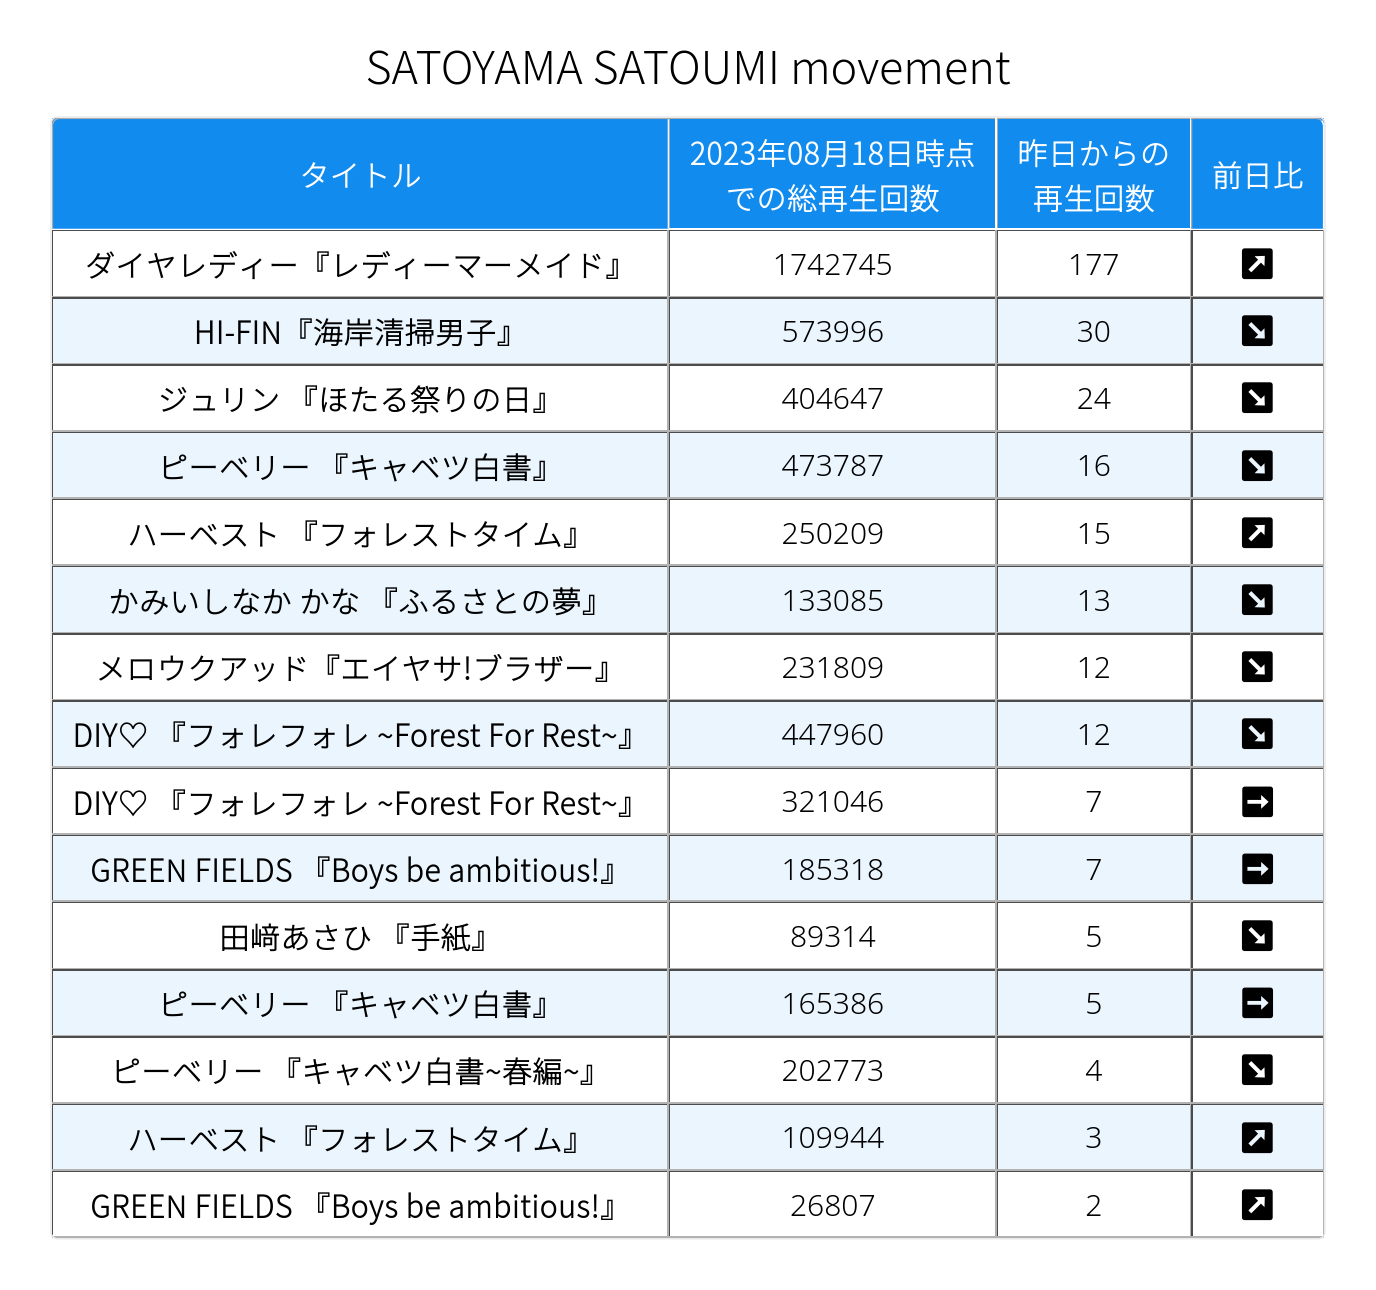 SATOYAMA SATOUMI movement
タイトル 2023年08月18日時点での総再生回数 昨日からの再生回数 前日比
ダイヤレディー『レディーマーメイド』 1742745 177 ↗
HI-FIN『海岸清掃男子』 573996 30 ↘
ジュリン 『ほたる祭りの日』 404647 24 ↘
ピーベリー 『キャベツ白書』 473787 16 ↘
ハーベスト 『フォレストタイム』 250209 15 ↗
かみいしなか かな 『ふるさとの夢』 133085 13 ↘
メロウクアッド『エイヤサ!ブラザー』 231809 12 ↘
DIY♡ 『フォレフォレ ~Forest For Rest~』 447960 12 ↘
DIY♡ 『フォレフォレ ~Forest For Rest~』 321046 7 →
GREEN FIELDS 『Boys be ambitious!』 185318 7 →
田﨑あさひ 『手紙』 89314 5 ↘
ピーベリー 『キャベツ白書』 165386 5 →
ピーベリー 『キャベツ白書~春編~』 202773 4 ↘
ハーベスト 『フォレストタイム』 109944 3 ↗
GREEN FIELDS 『Boys be ambitious!』 26807 2 ↗